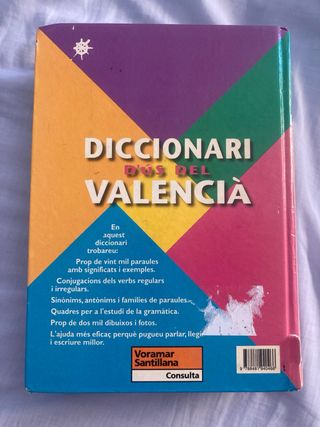 DICCIONARI
D'ÚS DEL
VALENCIÀ
En
aquest
diccionari
trobareu:
Prop de vint mil paraules
amb significats i exemples.
Conjugacions dels verbs regulars
i irregulars.
Sinònims, antònims i famílies de paraules.
Quadres per a l'estudi de la gramàtica.
Prop de dos mil dibuixos i fotos.
L'ajuda més eficaç perquè pugueu parlar, llegir
i escriure millor.
Voramar
Santillana
Consulta